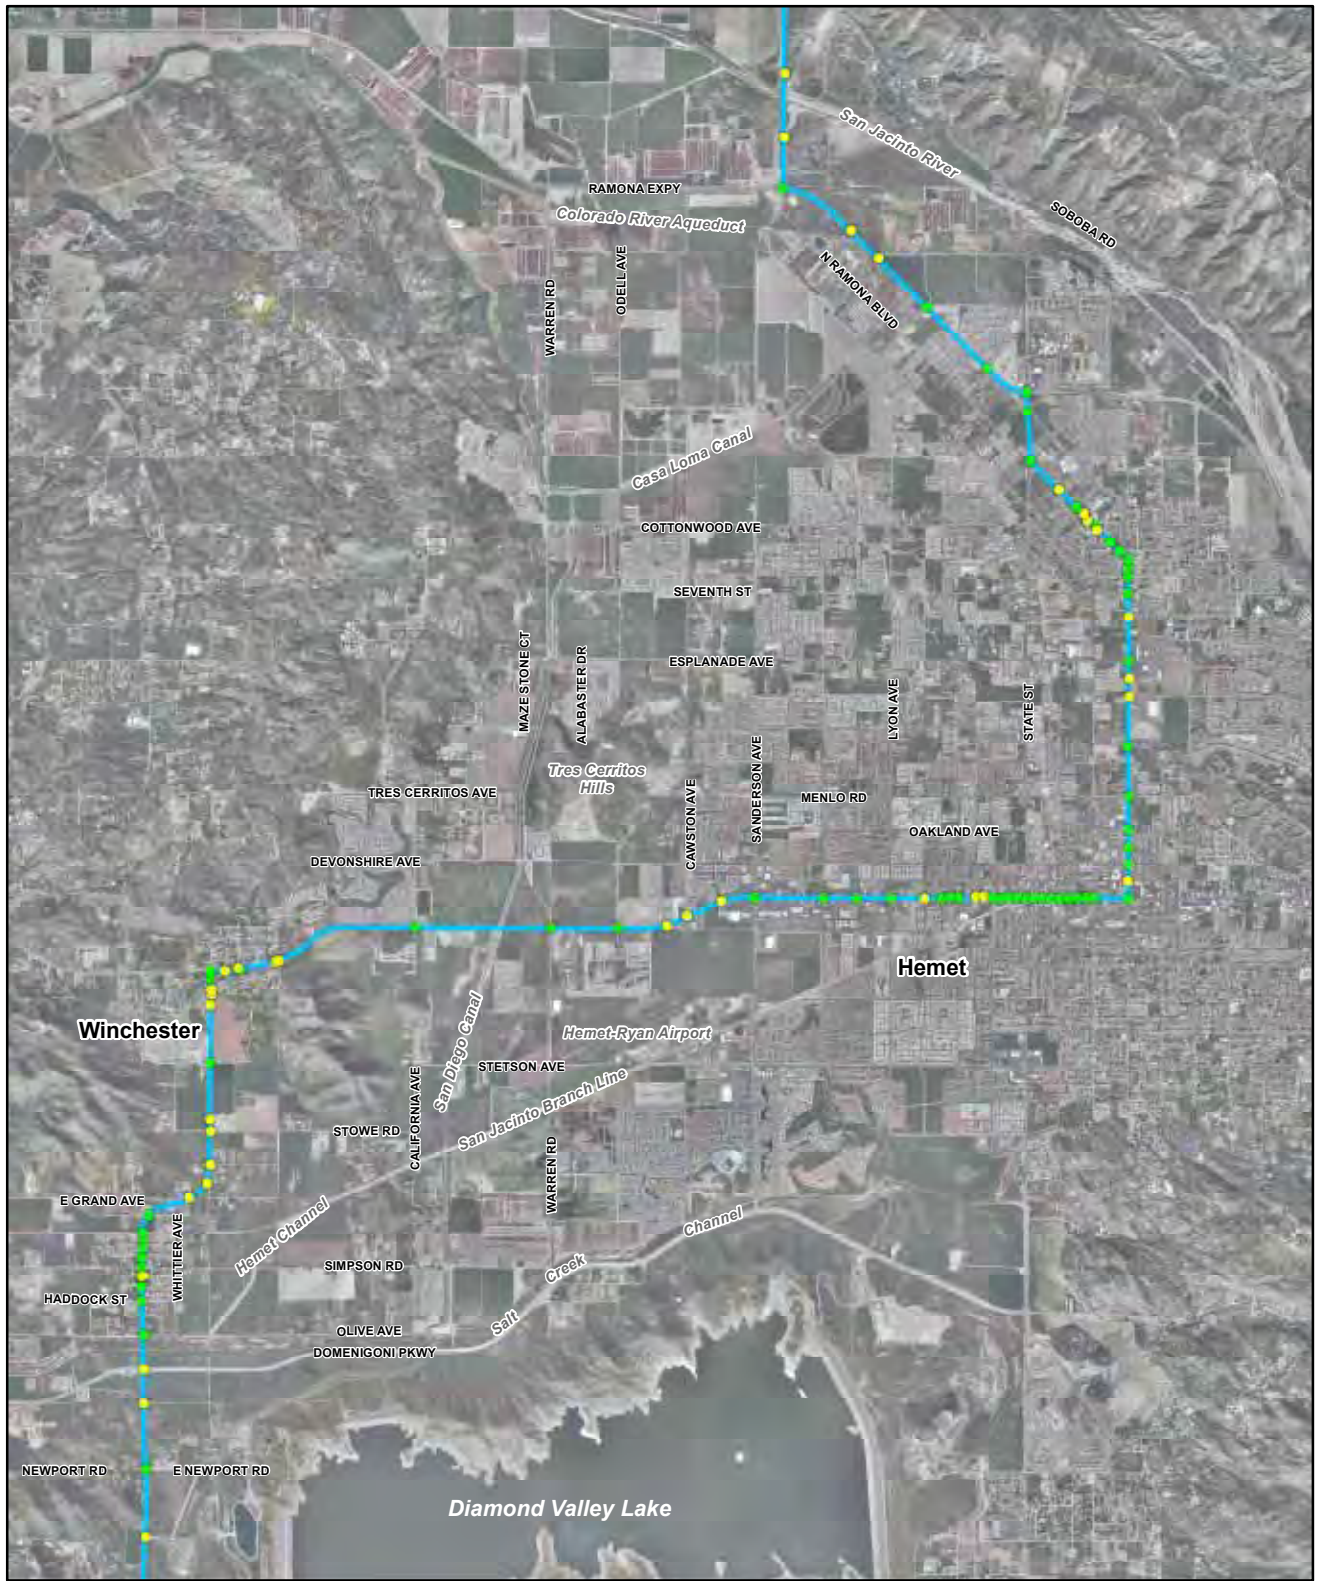 San Jacinto River
RAMONA EXPY
Colorado River Aqueduct
SOBOBA RD
ODELL AVE
N RAMONA BLVD
WARREN RD
Casa Loma Canal
COTTONWOOD AVE
SEVENTH ST
ESPLANADE AVE
MAZE STONE CT
ALABASTER DR
LYON AVE
STATE ST
Tres Cerritos
Hills
TRES CERRITOS AVE
CAWSTON AVE
SANDERSON AVE
MENLO RD
OAKLAND AVE
DEVONSHIRE AVE
Hemet
Winchester
San Diego Canal
Hemet-Ryan Airport
STETSON AVE
CALIFORNIA AVE
San Jacinto Branch Line
STOWE RD
WARREN RD
E GRAND AVE
WHITTIER AVE
Hemet Channel
Channel
Creek
SIMPSON RD
HADDOCK ST
Salt
OLIVE AVE
DOMENIGONI PKWY
NEWPORT RD
E NEWPORT RD
Diamond Valley Lake